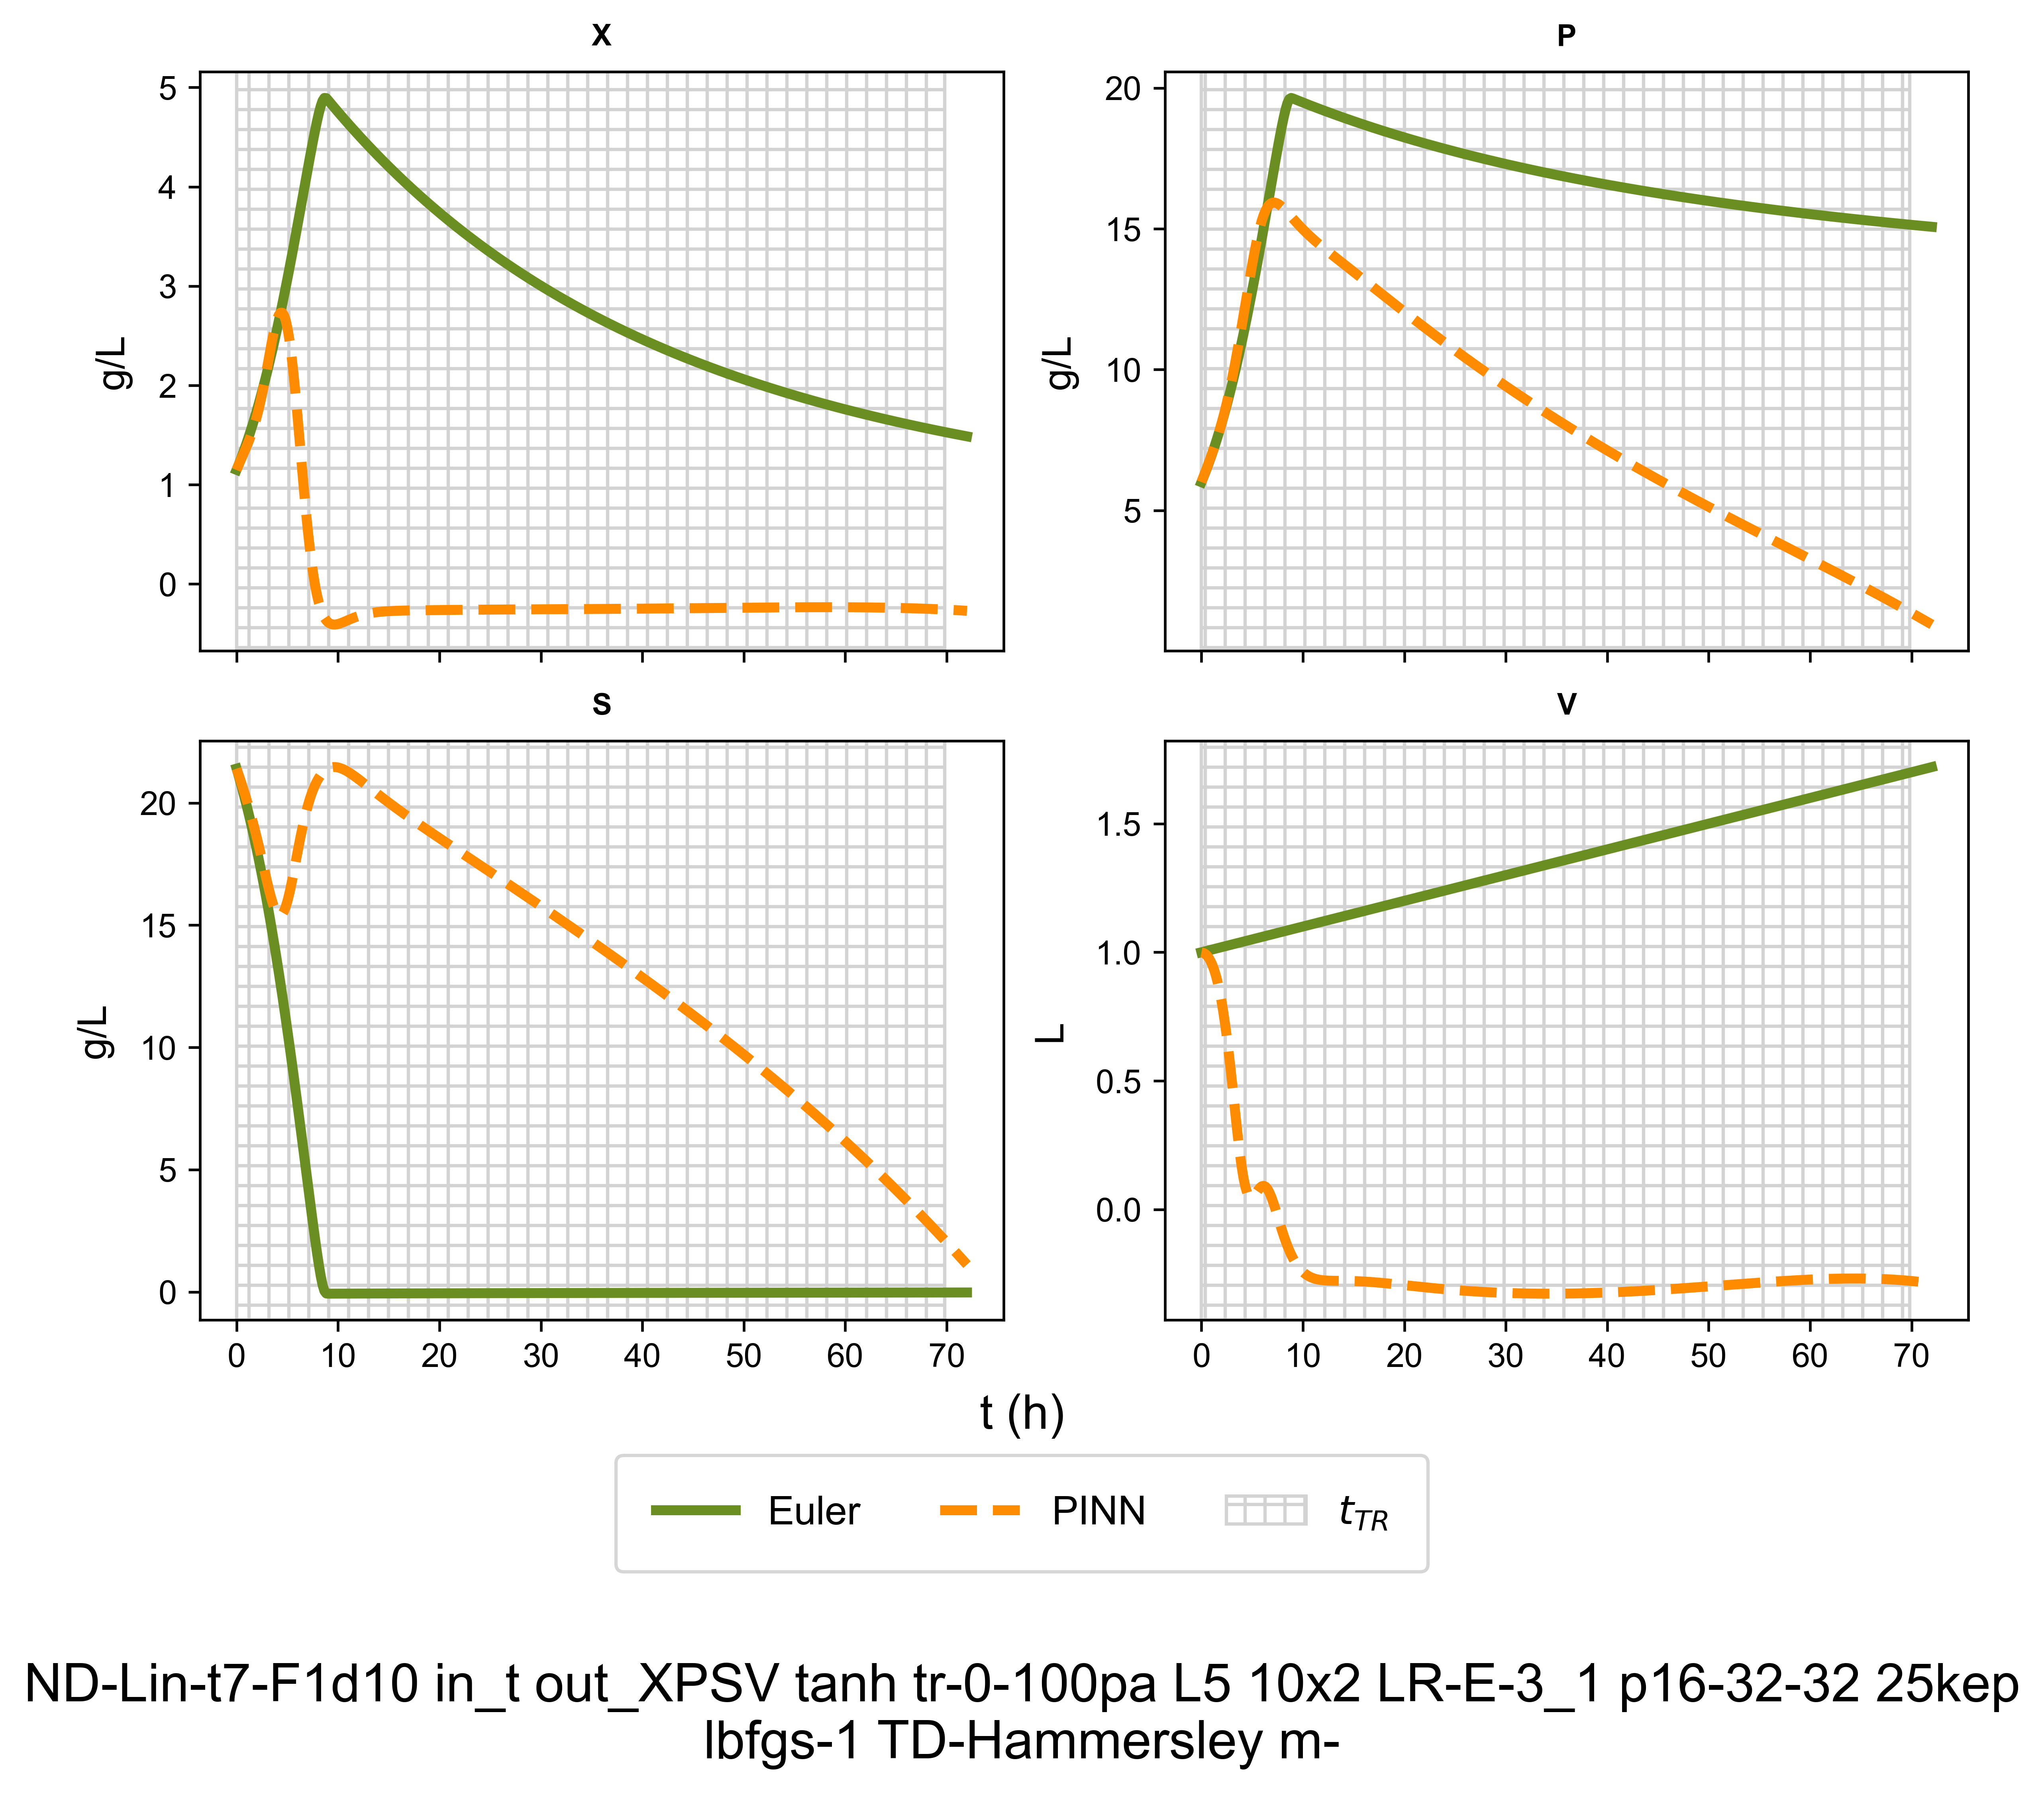 X
P
5
4
3
2
1
0
g/L
20
15
10
5
g/L
S
V
20
15
10
5
0
g/L
1.5
1.0
0.5
0.0
L
0 10 20 30 40 50 60 70
0 10 20 30 40 50 60 70
t (h)
Euler PINN t_TR
ND-Lin-t7-F1d10 in_t out_XPSV tanh tr-0-100pa L5 10x2 LR-E-3_1 p16-32-32 25kep
lbfgs-1 TD-Hammersley m-